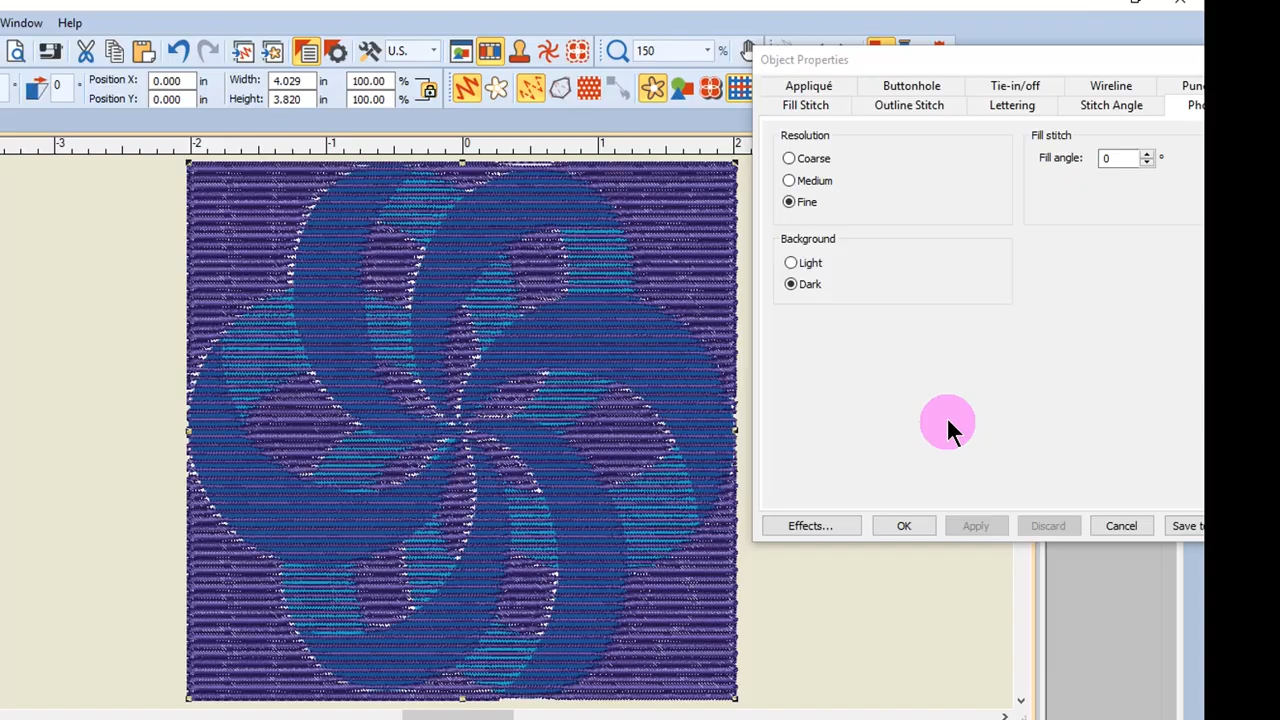 Window Help
U.S. 150
0 Position X: 0.000 in Width: 4.029 in 100.00 %
Position Y: 0.000 in Height: 3.820 in 100.00 %
Object Properties
Appliqué Buttonhole Tie-in/off Wireline
Fill Stitch Outline Stitch Lettering Stitch Angle
-3 -2 -1 0 1 2
Resolution Fill stitch
Coarse Fill angle: 0 °
Medium
Fine
Background
Light
Dark
Effects... OK Apply Discard Cancel Save to